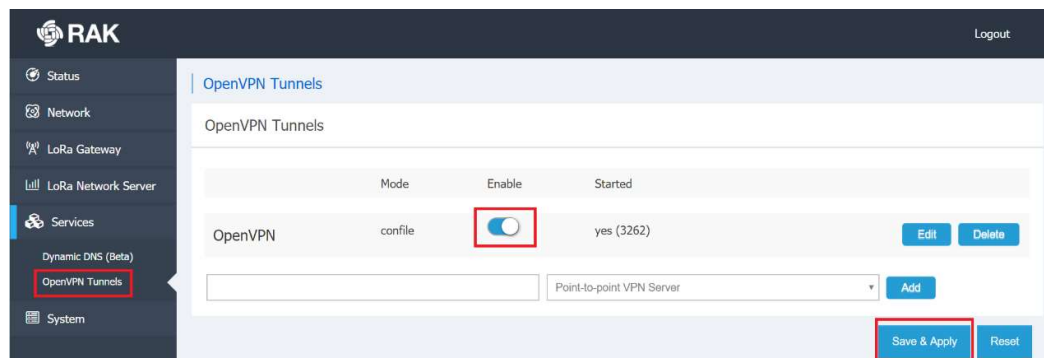 RAK
Logout
Status
Network
LoRa Gateway
LoRa Network Server
Services
Dynamic DNS (Beta)
OpenVPN Tunnels
System
OpenVPN Tunnels
OpenVPN Tunnels
Mode Enable Started
OpenVPN confile yes (3262) Edit Delete
Point-to-point VPN Server Add
Save & Apply Reset